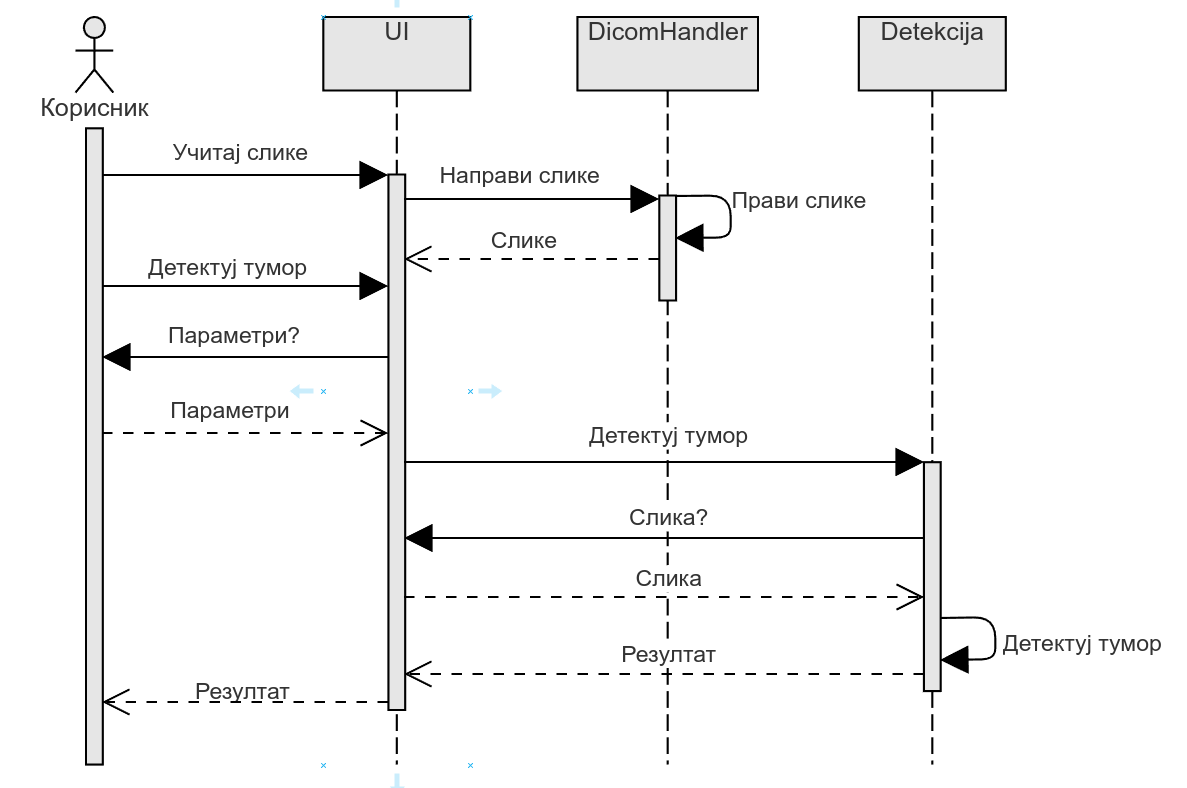 UI
DicomHandler
Detekcija
Корисник
Учитај слике
Направи слике
Прави слике
Слике
Детектуј тумор
Параметри?
Параметри
Детектуј тумор
Слика?
Слика
Детектуј тумор
Резултат
Резултат